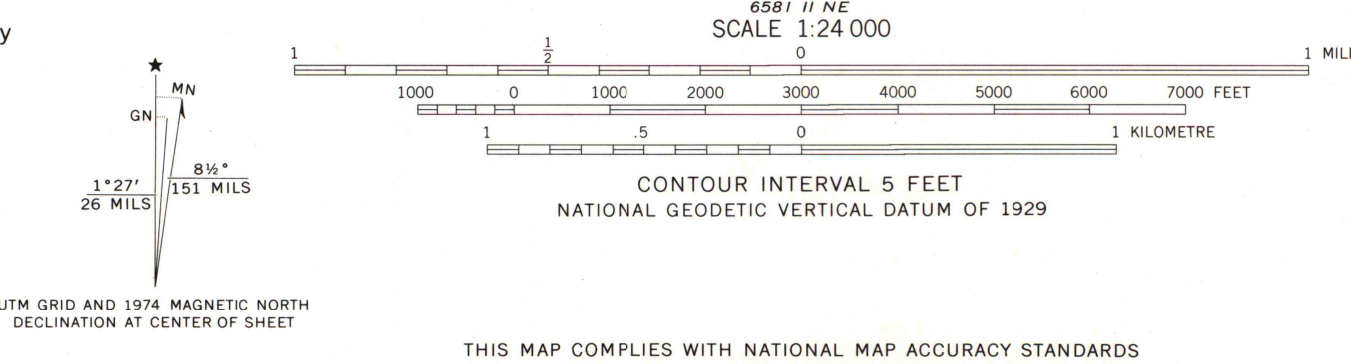 6581 II NE
SCALE 1:24 000
y
1 ½ 0 1 MIL
1000 0 1000 2000 3000 4000 5000 6000 7000 FEET
1 .5 0 1 KILOMETRE
★
MN
GN
1°27′ 8½°
26 MILS 151 MILS
CONTOUR INTERVAL 5 FEET
NATIONAL GEODETIC VERTICAL DATUM OF 1929
UTM GRID AND 1974 MAGNETIC NORTH
DECLINATION AT CENTER OF SHEET
THIS MAP COMPLIES WITH NATIONAL MAP ACCURACY STANDARDS